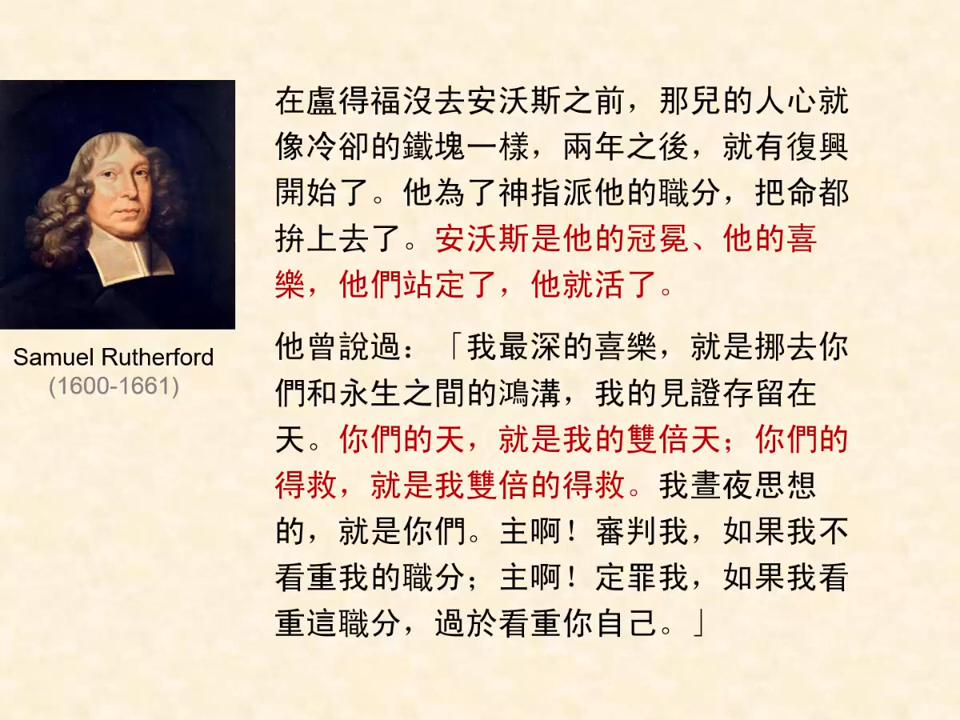 在盧得福沒去安沃斯之前，那兒的人心就
像冷卻的鐵塊一樣，兩年之後，就有復興
開始了。他為了神指派他的職分，把命都
拚上去了。安沃斯是他的冠冕、他的喜
樂，他們站定了，他就活了。
Samuel Rutherford
(1600-1661)
他曾說過：「我最深的喜樂，就是挪去你
們和永生之間的鴻溝，我的見證存留在
天。你們的天，就是我的雙倍天；你們的
得救，就是我雙倍的得救。我晝夜思想
的，就是你們。主啊！審判我，如果我不
看重我的職分；主啊！定罪我，如果我看
重這職分，過於看重你自己。」